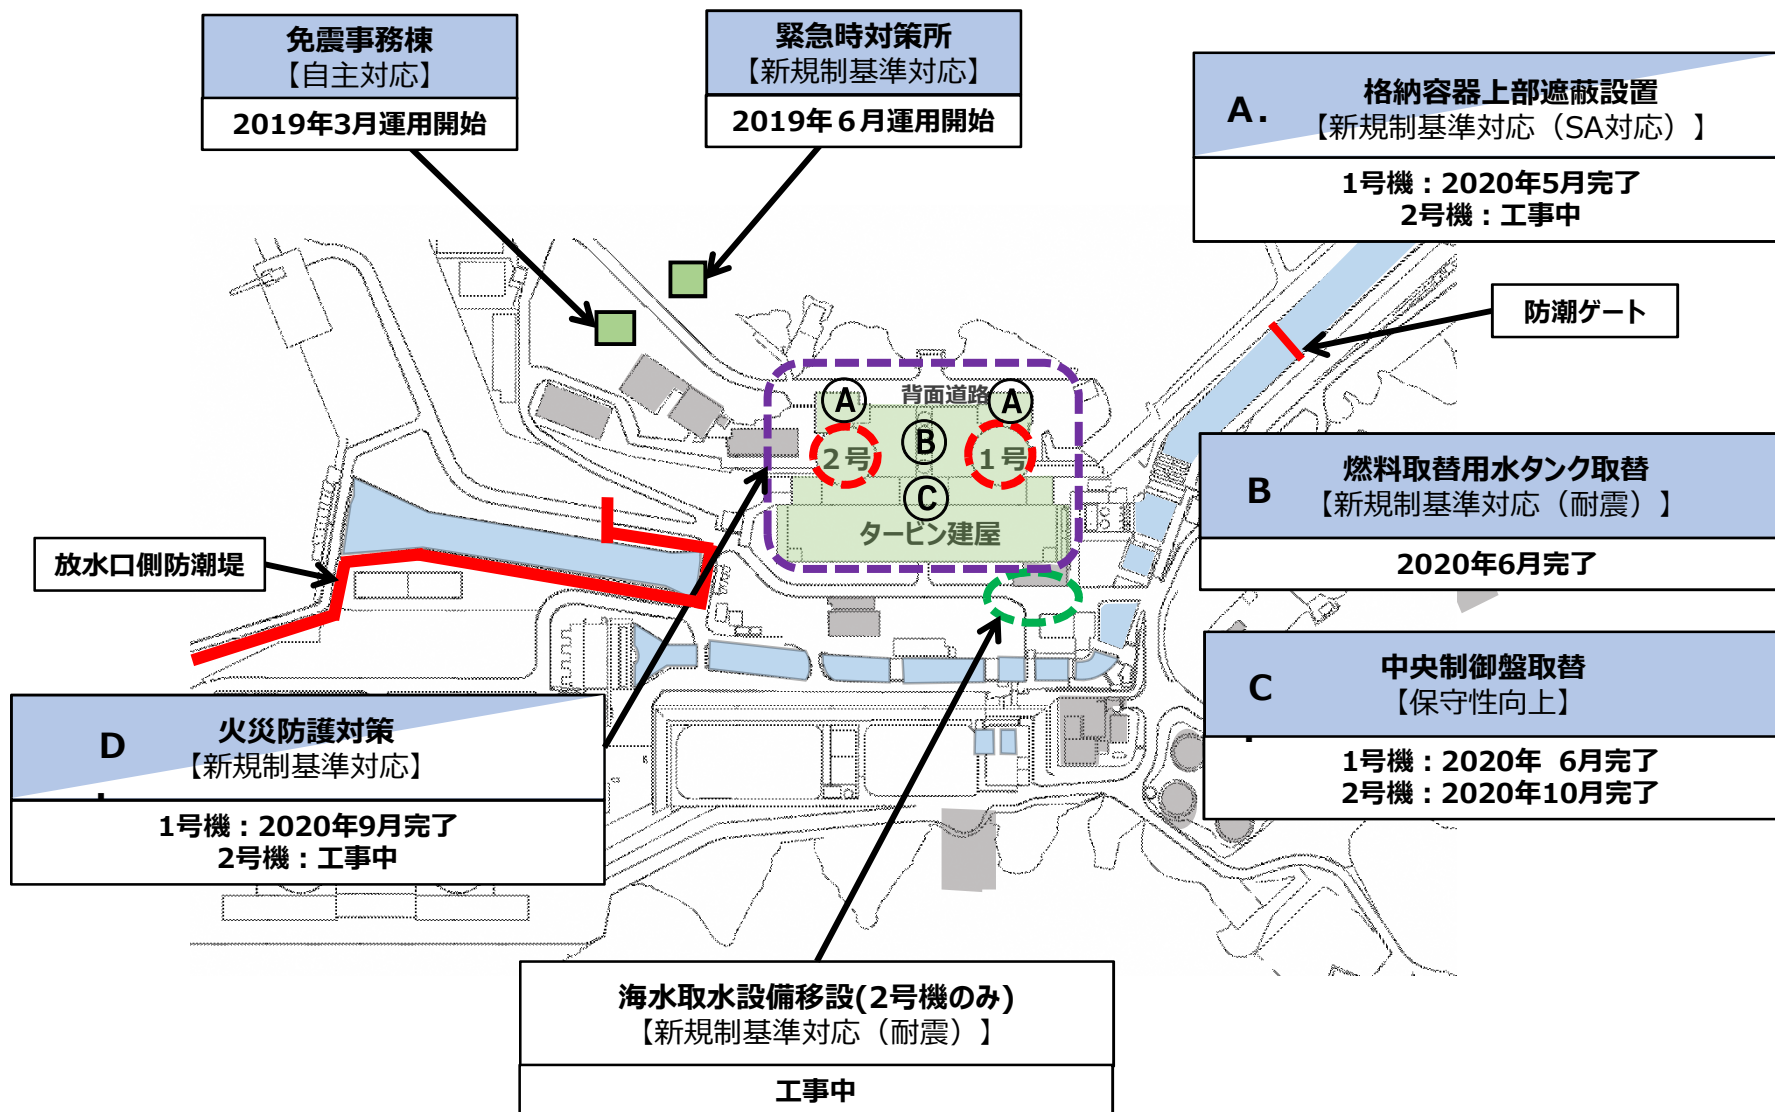 免震事務棟
【自主対応】
2019年3月運用開始
緊急時対策所
【新規制基準対応】
2019年６月運用開始
A.
格納容器上部遮蔽設置
【新規制基準対応（SA対応）】
1号機：2020年5月完了
2号機：工事中
防潮ゲート
背面道路
A
A
B
2号
1号
C
タービン建屋
B
燃料取替用水タンク取替
【新規制基準対応（耐震）】
2020年6月完了
放水口側防潮堤
C.
中央制御盤取替
【保守性向上】
1号機：2020年 6月完了
2号機：2020年10月完了
D.
火災防護対策
【新規制基準対応】
1号機：2020年9月完了
2号機：工事中
海水取水設備移設(2号機のみ)
【新規制基準対応（耐震）】
工事中